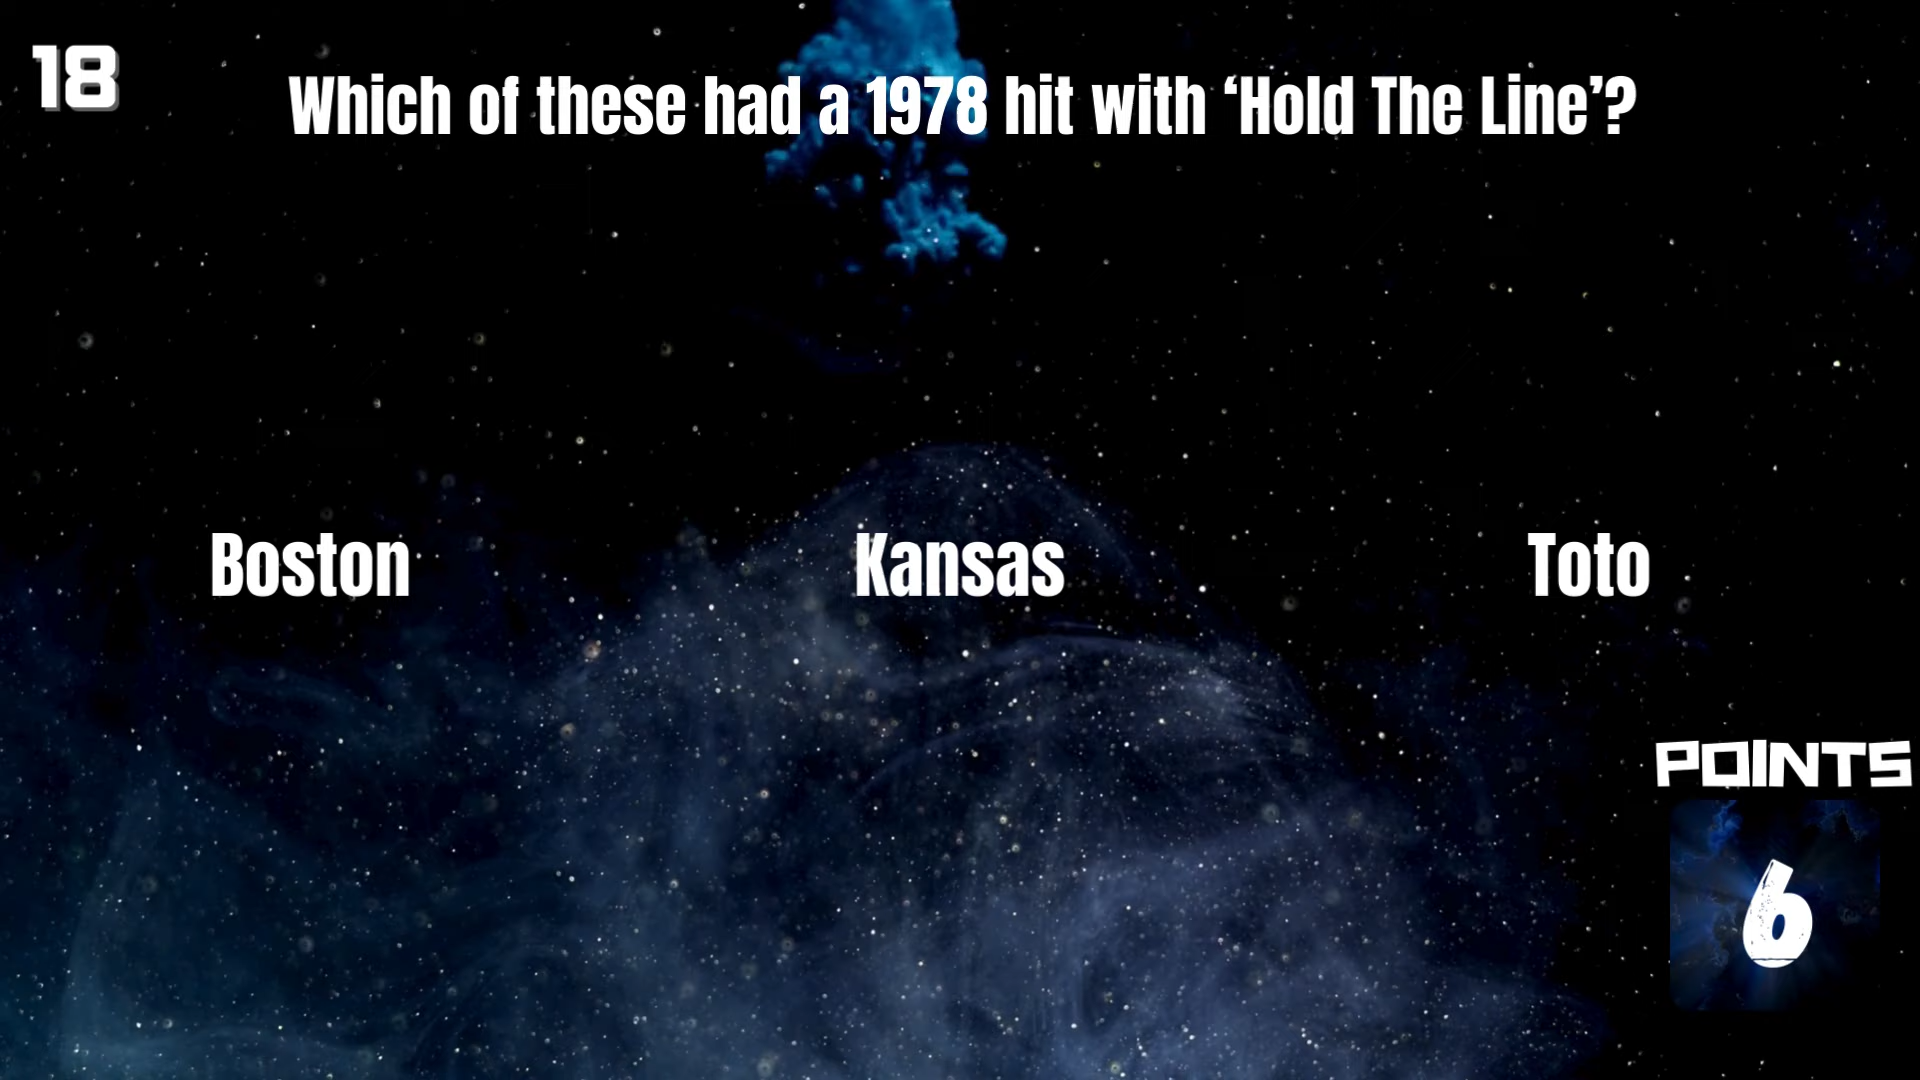 18
Which of these had a 1978 hit with ‘Hold The Line’?
Boston
Kansas
Toto
POINTS
6